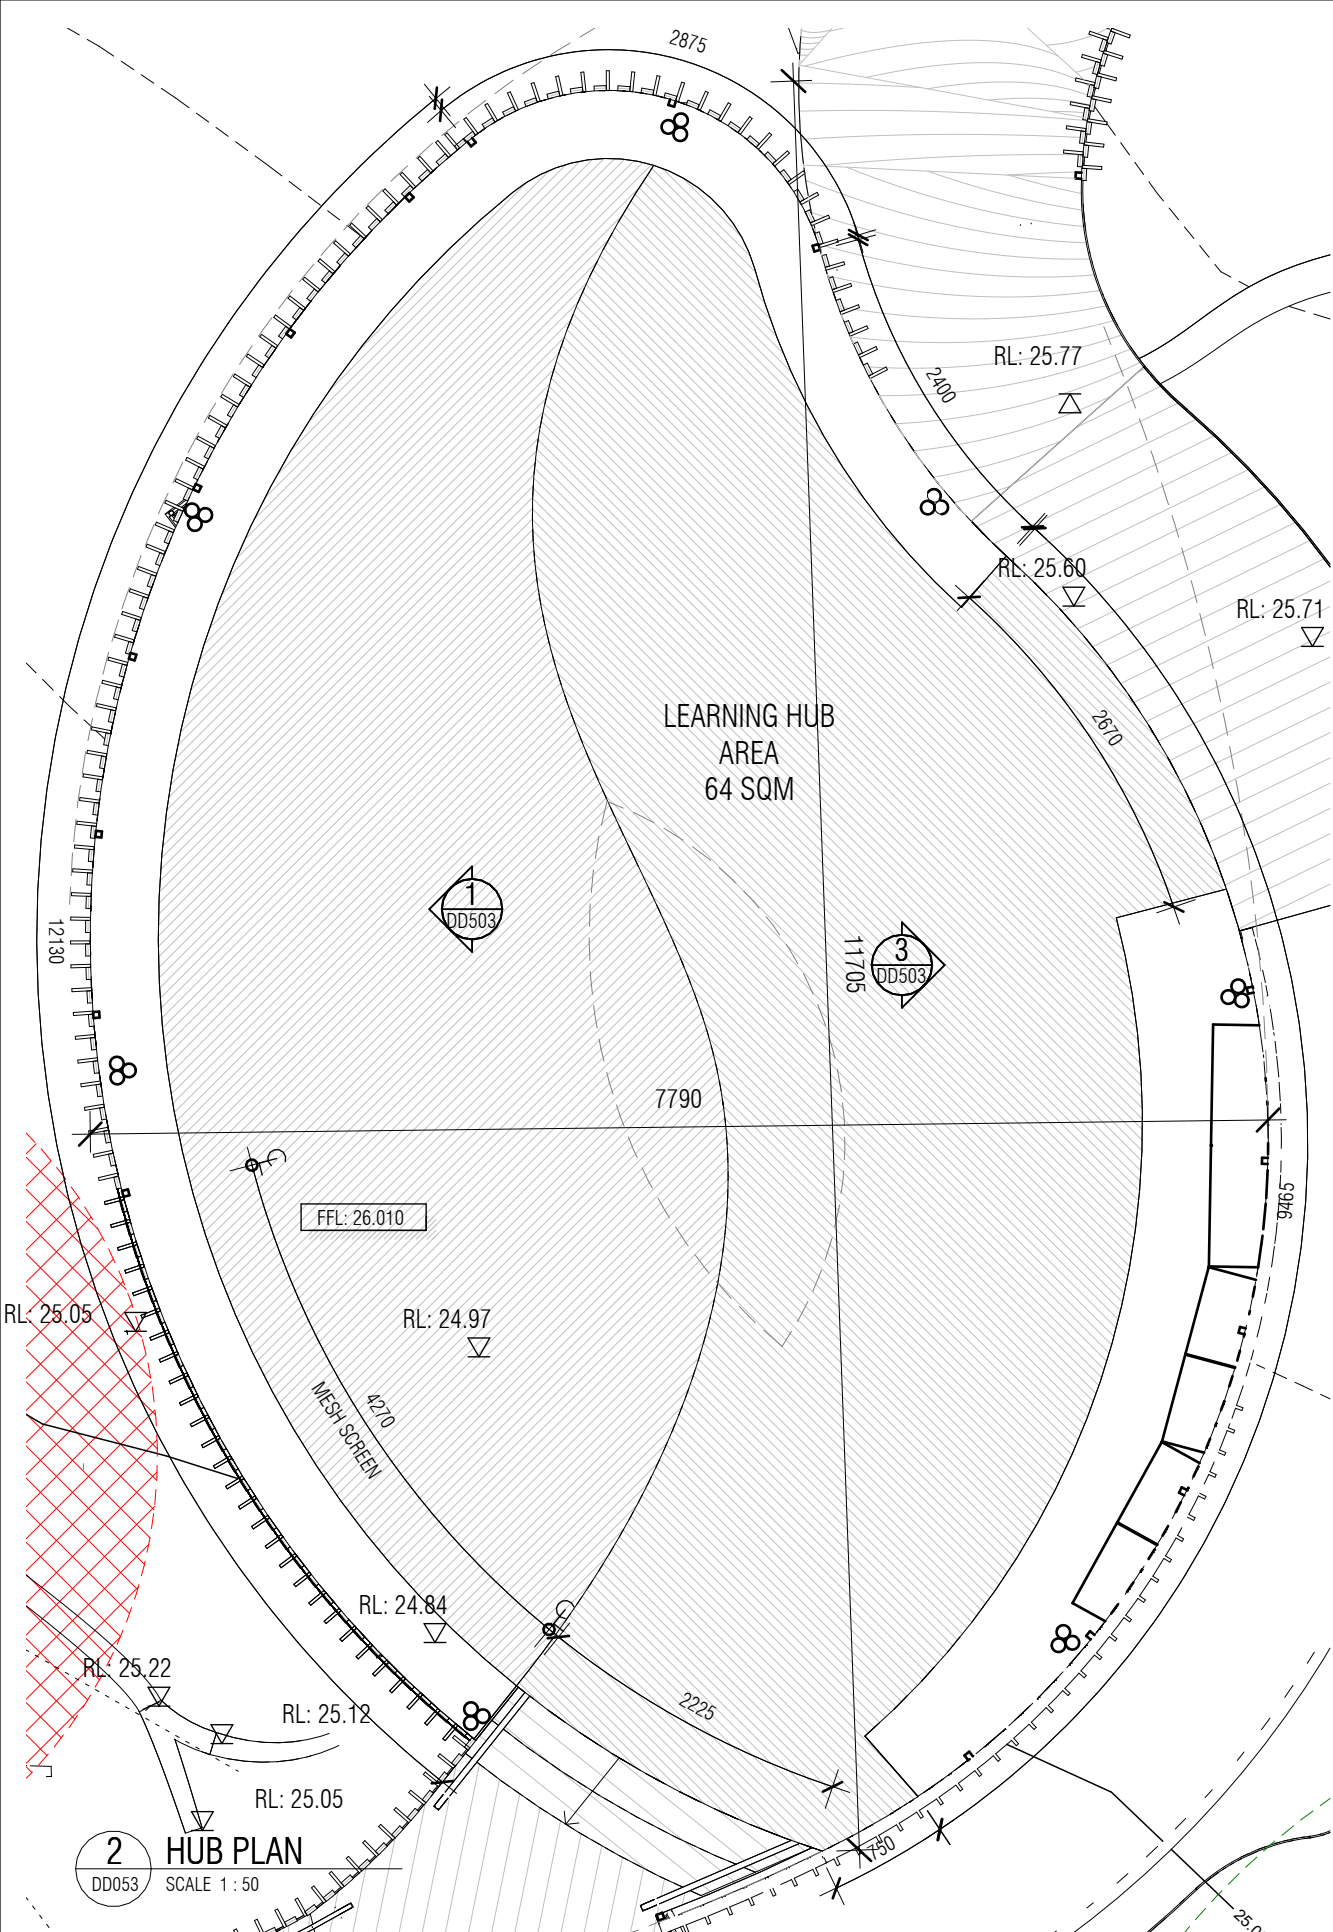 2875
2400
RL: 25.77
RL: 25.60
RL: 25.71
LEARNING HUB
AREA
64 SQM
2670
1
DD503
3
DD503
12130
11705
7790
9465
FFL: 26.010
RL: 25.05
RL: 24.97
4270
MESH SCREEN
RL: 24.84
RL: 25.22
RL: 25.12
2225
RL: 25.05
750
2
DD053
HUB PLAN
SCALE 1 : 50